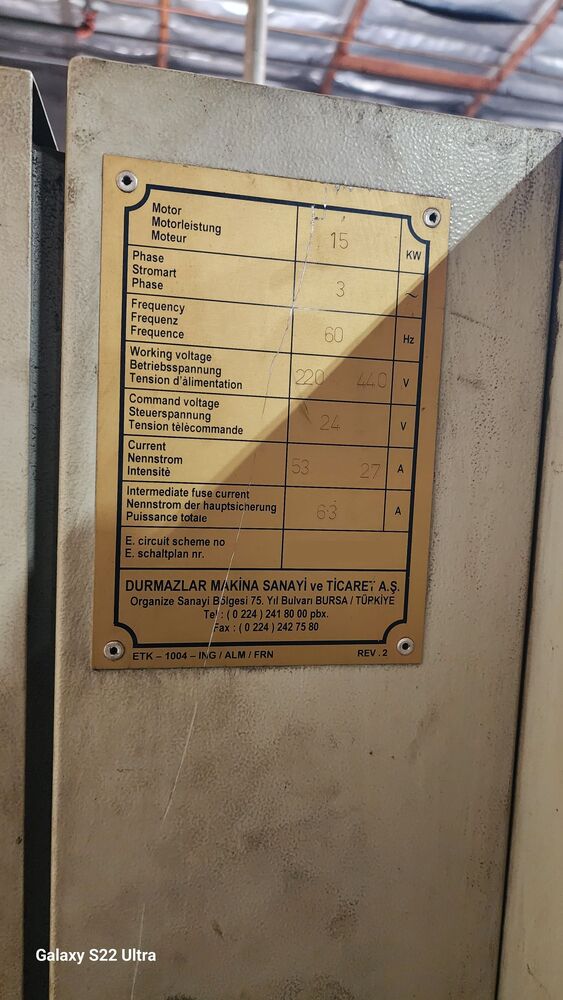 Motor
Motorleistung
Moteur
15
KW
Phase
Stromart
Phase
3
~
Frequency
Frequenz
Frequence
60
Hz
Working voltage
Betriebsspannung
Tension d'álimentation
220 440
V
Command voltage
Steuerspannung
Tension tèlècommande
24
V
Current
Nennstrom
Intensitè
53 27
A
Intermediate fuse current
Nennstrom der hauptsicherung
Puissance totale
63
A
E. circuit scheme no
E. schaltplan nr.
DURMAZLAR MAKİNA SANAYİ ve TİCARET A.Ş.
Organize Sanayi Bölgesi 75. Yıl Bulvarı BURSA / TÜRKİYE
Tel : ( 0 224 ) 241 80 00 pbx.
Fax : ( 0 224 ) 242 75 80
ETK – 1004 – ING / ALM / FRN REV . 2
Galaxy S22 Ultra